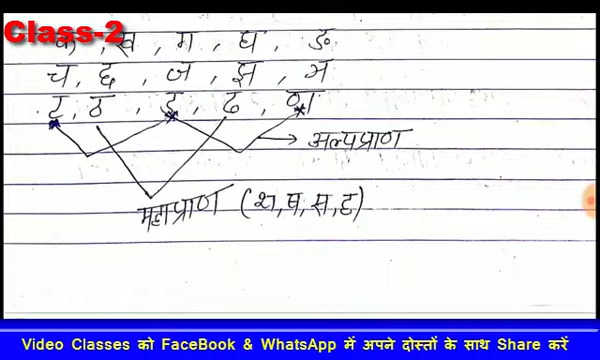 Class-2
क , ख , ग , घ , ङ
च , छ , ज , झ , ञ
ट , ठ , ड , ढ , ण
→ अल्पप्राण
महाप्राण (श, ष, स, ह)
Video Classes को FaceBook & WhatsApp में अपने दोस्तों के साथ Share करें